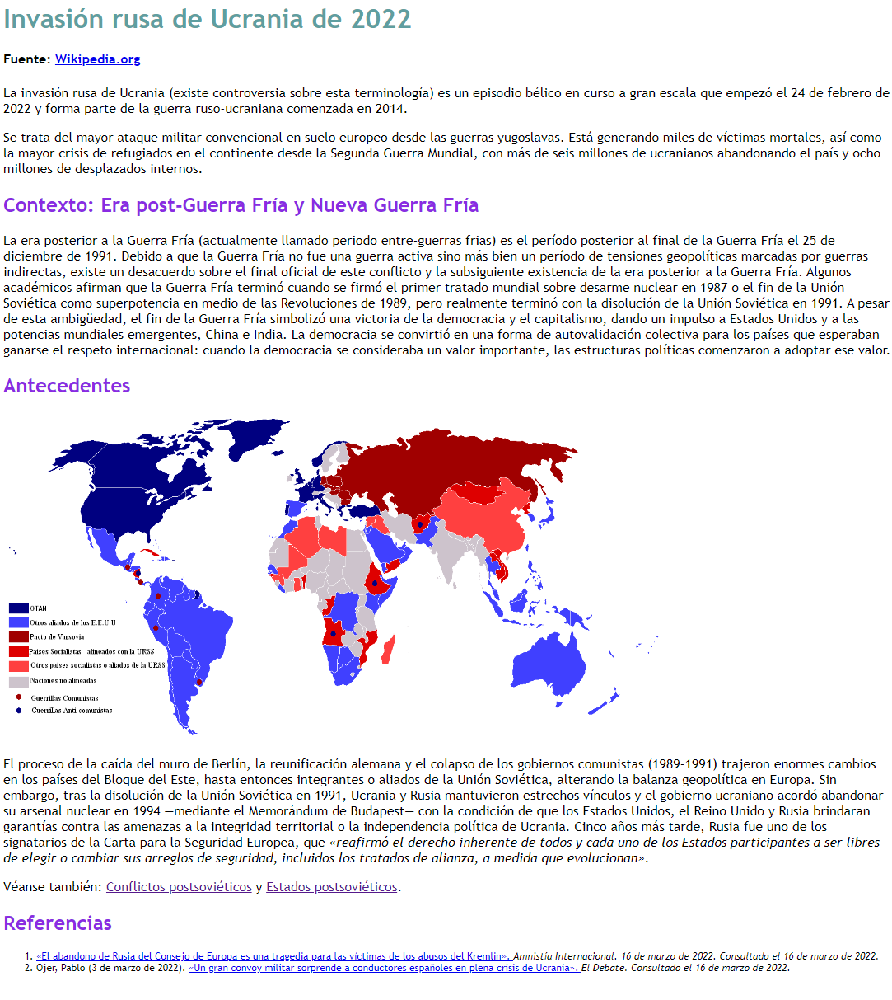 Invasión rusa de Ucrania de 2022
Fuente: Wikipedia.org
La invasión rusa de Ucrania (existe controversia sobre esta terminología) es un episodio bélico en curso a gran escala que empezó el 24 de febrero de
2022 y forma parte de la guerra ruso-ucraniana comenzada en 2014.
Se trata del mayor ataque militar convencional en suelo europeo desde las guerras yugoslavas. Está generando miles de víctimas mortales, así como
la mayor crisis de refugiados en el continente desde la Segunda Guerra Mundial, con más de seis millones de ucranianos abandonando el país y ocho
millones de desplazados internos.
Contexto: Era post-Guerra Fría y Nueva Guerra Fría
La era posterior a la Guerra Fría (actualmente llamado periodo entre-guerras frias) es el período posterior al final de la Guerra Fría el 25 de
diciembre de 1991. Debido a que la Guerra Fría no fue una guerra activa sino más bien un período de tensiones geopolíticas marcadas por guerras
indirectas, existe un desacuerdo sobre el final oficial de este conflicto y la subsiguiente existencia de la era posterior a la Guerra Fría. Algunos
académicos afirman que la Guerra Fría terminó cuando se firmó el primer tratado mundial sobre desarme nuclear en 1987 o el fin de la Unión
Soviética como superpotencia en medio de las Revoluciones de 1989, pero realmente terminó con la disolución de la Unión Soviética en 1991. A pesar
de esta ambigüedad, el fin de la Guerra Fría simbolizó una victoria de la democracia y el capitalismo, dando un impulso a Estados Unidos y a las
potencias mundiales emergentes, China e India. La democracia se convirtió en una forma de autovalidación colectiva para los países que esperaban
ganarse el respeto internacional: cuando la democracia se consideraba un valor importante, las estructuras políticas comenzaron a adoptar ese valor.
Antecedentes
OTAN
Otros aliados de los E.E.U.U
Pacto de Varsovia
Paises Socialistas alineados con la URSS
Otros países socialistas o aliados de la URSS
Naciones no alineadas
Guerrillas Comunistas
Guerrillas Anti-comunistas
El proceso de la caída del muro de Berlín, la reunificación alemana y el colapso de los gobiernos comunistas (1989-1991) trajeron enormes cambios
en los países del Bloque del Este, hasta entonces integrantes o aliados de la Unión Soviética, alterando la balanza geopolítica en Europa. Sin
embargo, tras la disolución de la Unión Soviética en 1991, Ucrania y Rusia mantuvieron estrechos vínculos y el gobierno ucraniano acordó abandonar
su arsenal nuclear en 1994 —mediante el Memorándum de Budapest— con la condición de que los Estados Unidos, el Reino Unido y Rusia brindaran
garantías contra las amenazas a la integridad territorial o la independencia política de Ucrania. Cinco años más tarde, Rusia fue uno de los
signatarios de la Carta para la Seguridad Europea, que «reafirmó el derecho inherente de todos y cada uno de los Estados participantes a ser libres
de elegir o cambiar sus arreglos de seguridad, incluidos los tratados de alianza, a medida que evolucionan».
Véanse también: Conflictos postsoviéticos y Estados postsoviéticos.
Referencias
1. «El abandono de Rusia del Consejo de Europa es una tragedia para las víctimas de los abusos del Kremlin». Amnistía Internacional. 16 de marzo de 2022. Consultado el 16 de marzo de 2022.
2. Ojer, Pablo (3 de marzo de 2022). «Un gran convoy militar sorprende a conductores españoles en plena crisis de Ucrania». El Debate. Consultado el 16 de marzo de 2022.